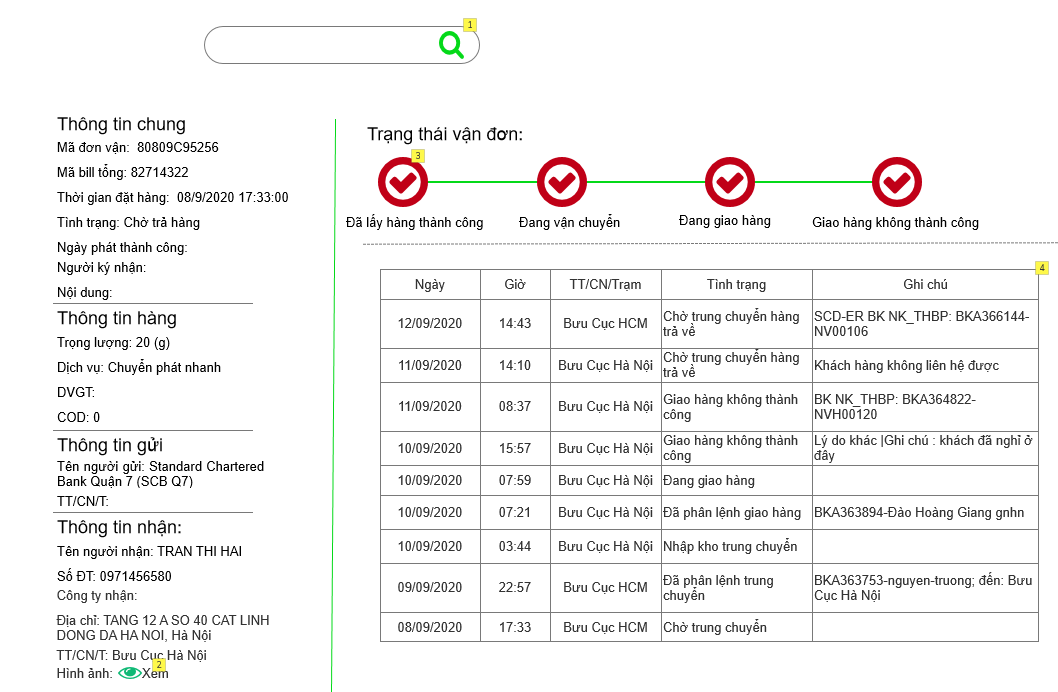 1
Thông tin chung
Mã đơn vận: 80809C95256
Mã bill tổng: 82714322
Thời gian đặt hàng: 08/9/2020 17:33:00
Tình trạng: Chờ trả hàng
Ngày phát thành công:
Người ký nhận:
Nội dung:
Thông tin hàng
Trọng lượng: 20 (g)
Dịch vụ: Chuyển phát nhanh
DVGT:
COD: 0
Thông tin gửi
Tên người gửi: Standard Chartered
Bank Quận 7 (SCB Q7)
TT/CN/T:
Thông tin nhận:
Tên người nhận: TRAN THI HAI
Số ĐT: 0971456580
Công ty nhận:
Địa chỉ: TANG 12 A SO 40 CAT LINH
DONG DA HA NOI, Hà Nội
TT/CN/T: Bưu Cục Hà Nội
2
Hình ảnh: Xem
Trạng thái vận đơn:
3
Đã lấy hàng thành công Đang vận chuyển Đang giao hàng Giao hàng không thành công
4
Ngày Giờ TT/CN/Trạm Tình trạng Ghi chú
12/09/2020 14:43 Bưu Cục HCM Chờ trung chuyển hàng SCD-ER BK NK_THBP: BKA366144-
trả về NV00106
11/09/2020 14:10 Bưu Cục Hà Nội Chờ trung chuyển hàng Khách hàng không liên hệ được
trả về
11/09/2020 08:37 Bưu Cục Hà Nội Giao hàng không thành BK NK_THBP: BKA364822-
công NVH00120
10/09/2020 15:57 Bưu Cục Hà Nội Giao hàng không thành Lý do khác |Ghi chú : khách đã nghỉ ở
công đây
10/09/2020 07:59 Bưu Cục Hà Nội Đang giao hàng
10/09/2020 07:21 Bưu Cục Hà Nội Đã phân lệnh giao hàng BKA363894-Đào Hoàng Giang gnhn
10/09/2020 03:44 Bưu Cục Hà Nội Nhập kho trung chuyển
09/09/2020 22:57 Bưu Cục HCM Đã phân lệnh trung BKA363753-nguyen-truong; đến: Bưu
chuyển Cục Hà Nội
08/09/2020 17:33 Bưu Cục HCM Chờ trung chuyển